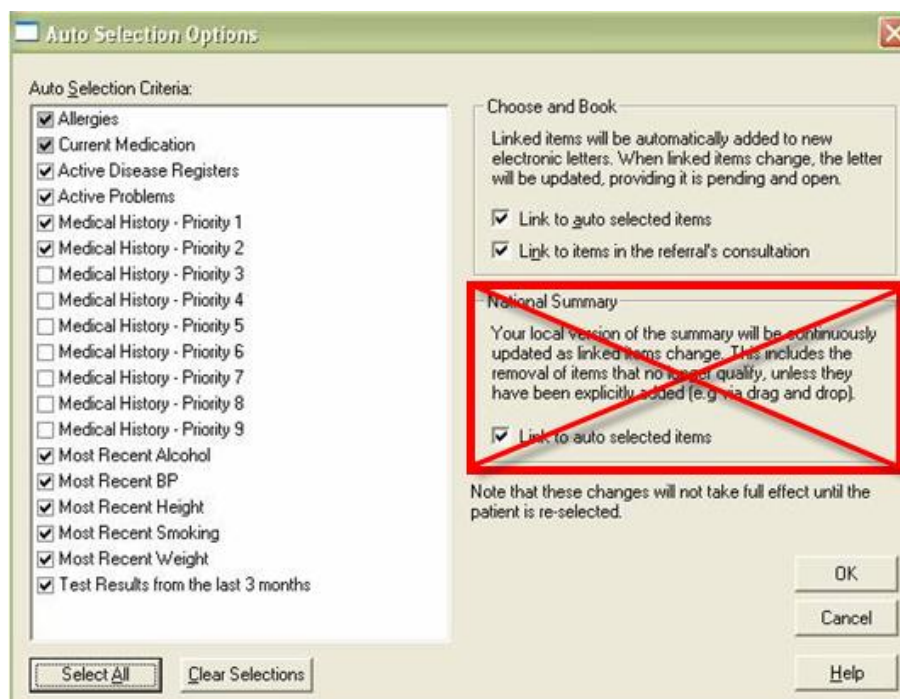 Auto Selection Options
Auto Selection Criteria:
Allergies
Current Medication
Active Disease Registers
Active Problems
Medical History - Priority 1
Medical History - Priority 2
Medical History - Priority 3
Medical History - Priority 4
Medical History - Priority 5
Medical History - Priority 6
Medical History - Priority 7
Medical History - Priority 8
Medical History - Priority 9
Most Recent Alcohol
Most Recent BP
Most Recent Height
Most Recent Smoking
Most Recent Weight
Test Results from the last 3 months
Select All
Clear Selections
Choose and Book
Linked items will be automatically added to new
electronic letters. When linked items change, the letter
will be updated, providing it is pending and open.
Link to auto selected items
Link to items in the referral's consultation
National Summary
Your local version of the summary will be continuously
updated as linked items change. This includes the
removal of items that no longer qualify, unless they
have been explicitly added (e.g via drag and drop).
Link to auto selected items
Note that these changes will not take full effect until the
patient is re-selected.
OK
Cancel
Help